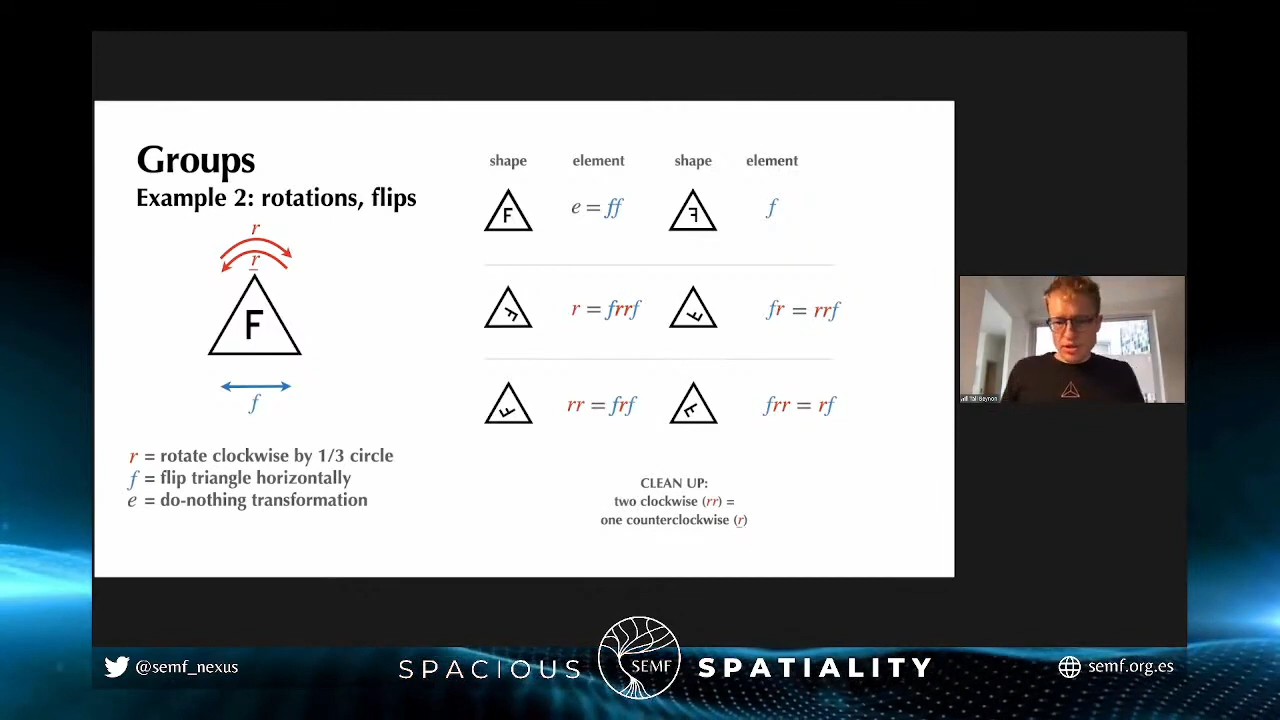 Groups
Example 2: rotations, flips
r
r
F
f
r = rotate clockwise by 1/3 circle
f = flip triangle horizontally
e = do-nothing transformation
shape element shape element
F e = ff F f
F r = frrf F fr = rrf
F rr = frf F frr = rf
CLEAN UP:
two clockwise (rr) =
one counterclockwise (r)
@semf_nexus
SPACIOUS SEMF SPATIALITY
semf.org.es